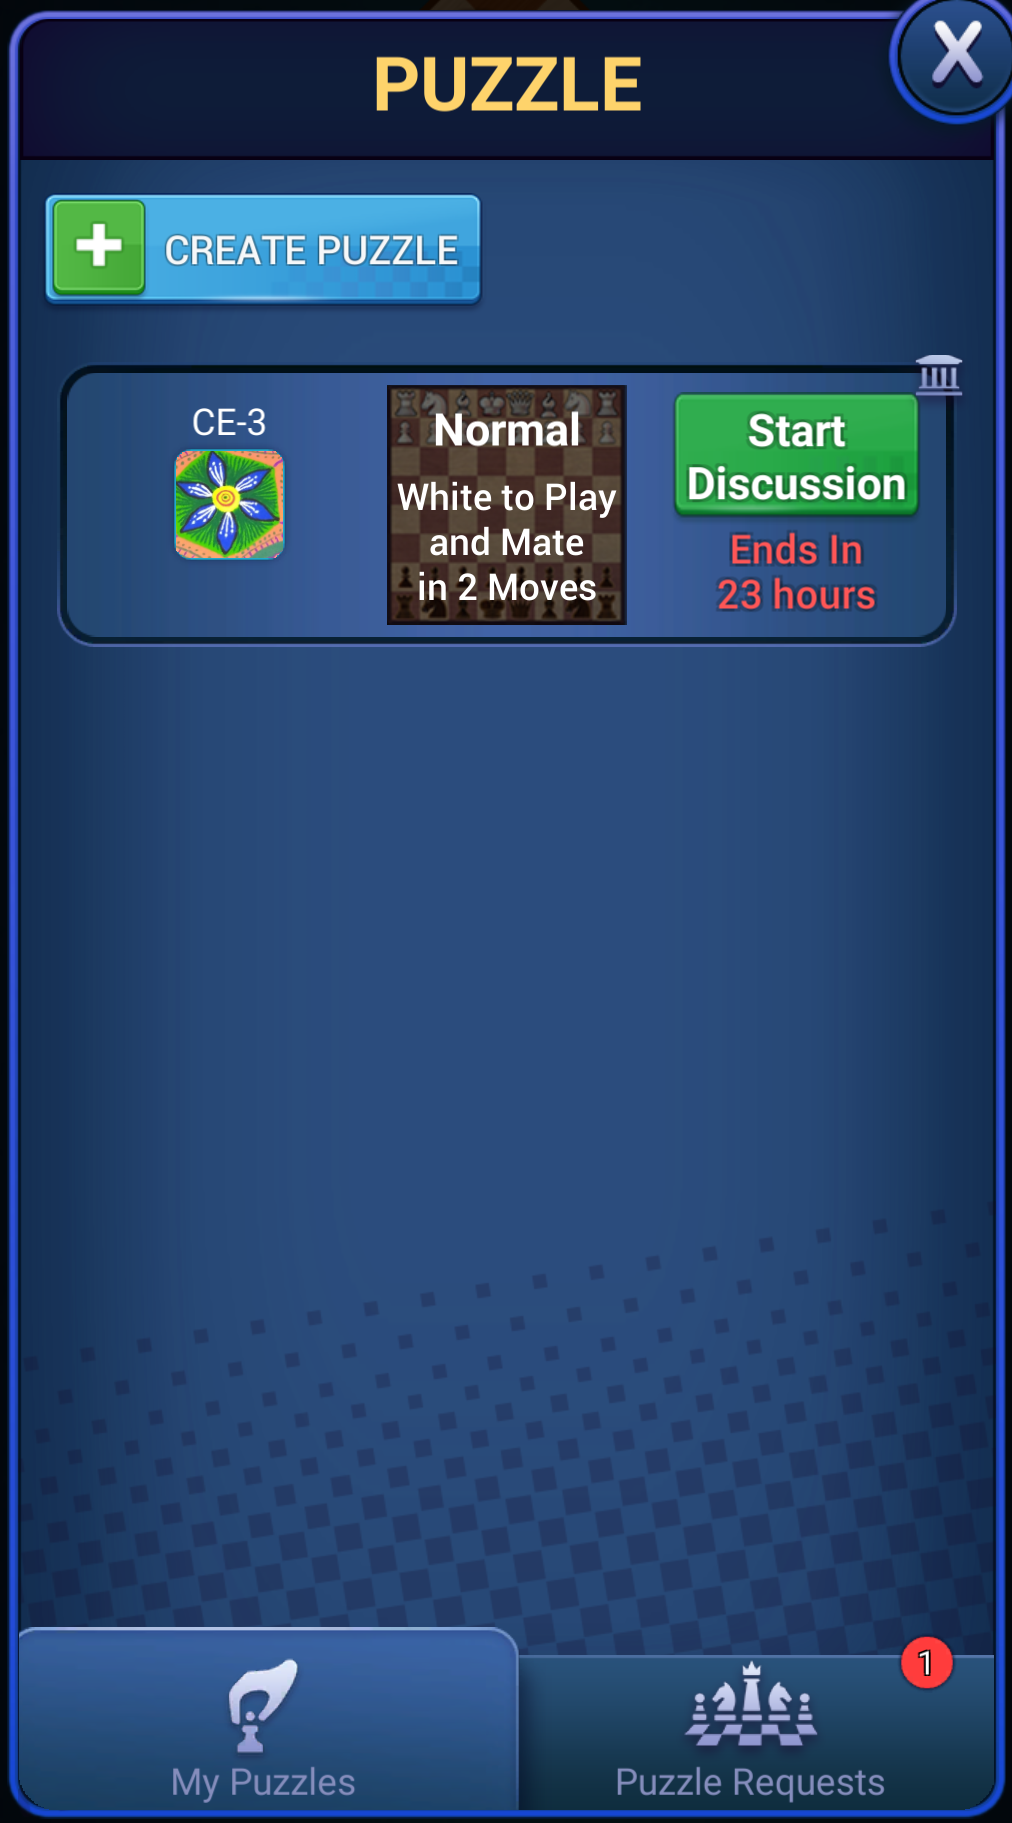 PUZZLE
X
CREATE PUZZLE
CE-3
Normal
White to Play
and Mate
in 2 Moves
Start
Discussion
Ends In
23 hours
My Puzzles
1
Puzzle Requests